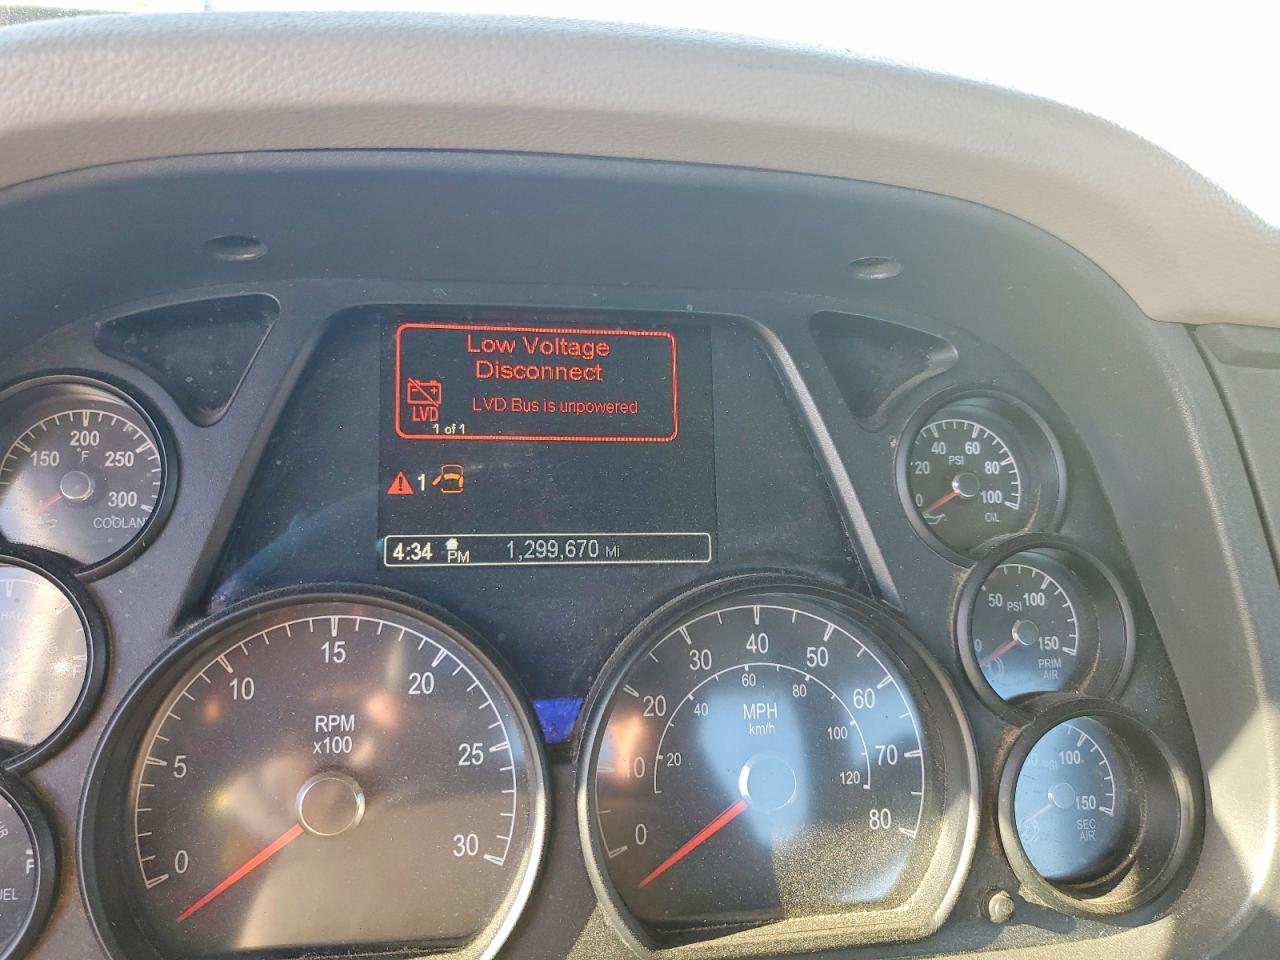 Low Voltage
Disconnect
LVD Bus is unpowered
LVD
1 of 1
1
4:34 PM 1,299,670 Mi
150 200 250 300
°F
COOLAN
0 20 40 60 80 100
PSI
OIL
0 50 100 150
PSI
PRIM
AIR
100 150
SEC
AIR
DEF
F
0 5 10 15 20 25 30
RPM
x100
0 10 20 30 40 50 60 70 80
MPH
km/h
20 40 60 80 100 120